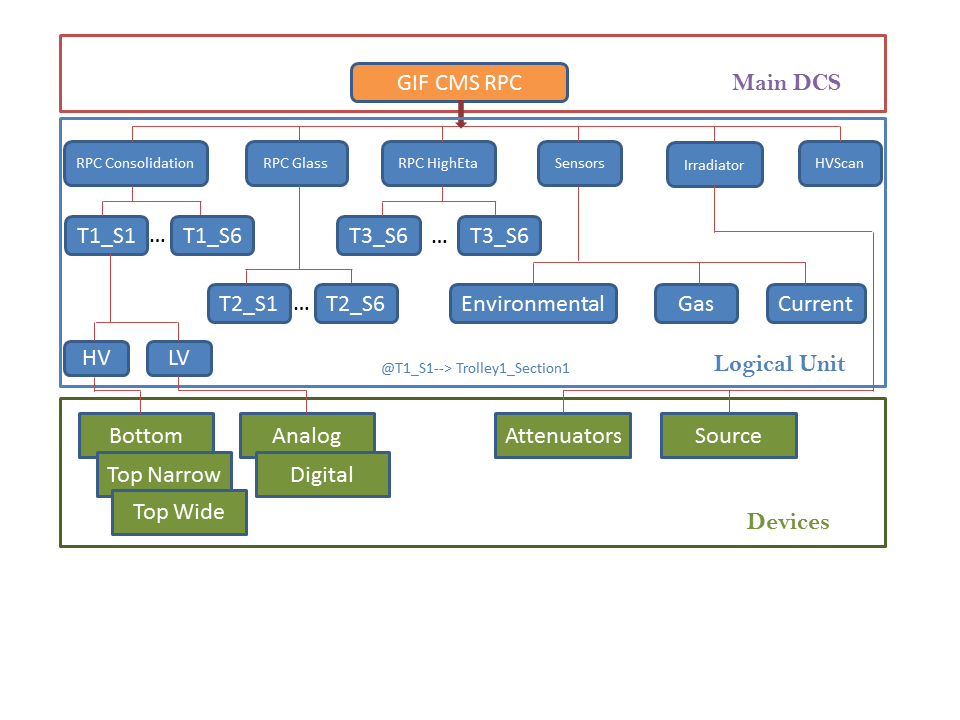 GIF CMS RPC
Main DCS
RPC Consolidation
RPC Glass
RPC HighEta
Sensors
Irradiator
HVScan
T1_S1
...
T1_S6
T3_S6
...
T3_S6
T2_S1
...
T2_S6
Environmental
Gas
Current
HV
LV
@T1_S1--> Trolley1_Section1
Logical Unit
Bottom
Analog
Attenuators
Source
Top Narrow
Digital
Top Wide
Devices